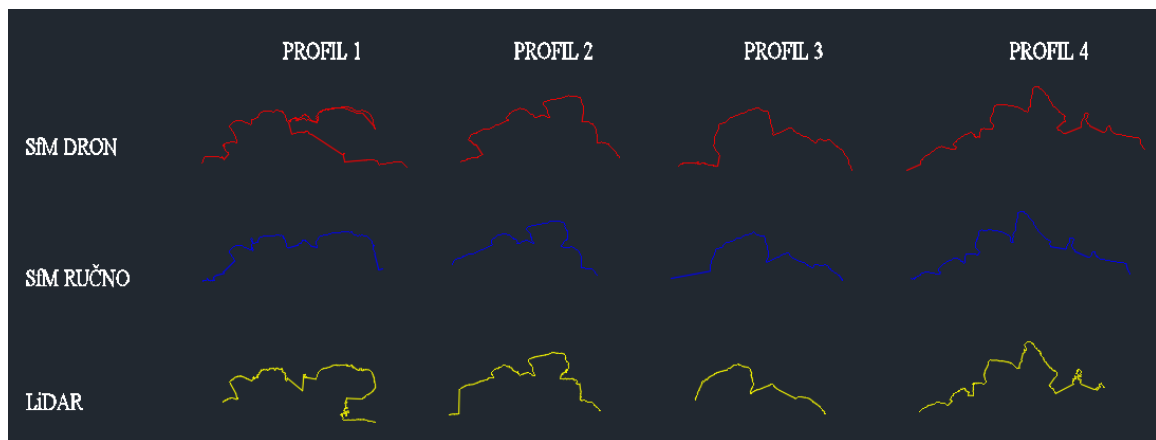 PROFIL 1 PROFIL 2 PROFIL 3 PROFIL 4
SfM DRON
SfM RUČNO
LiDAR